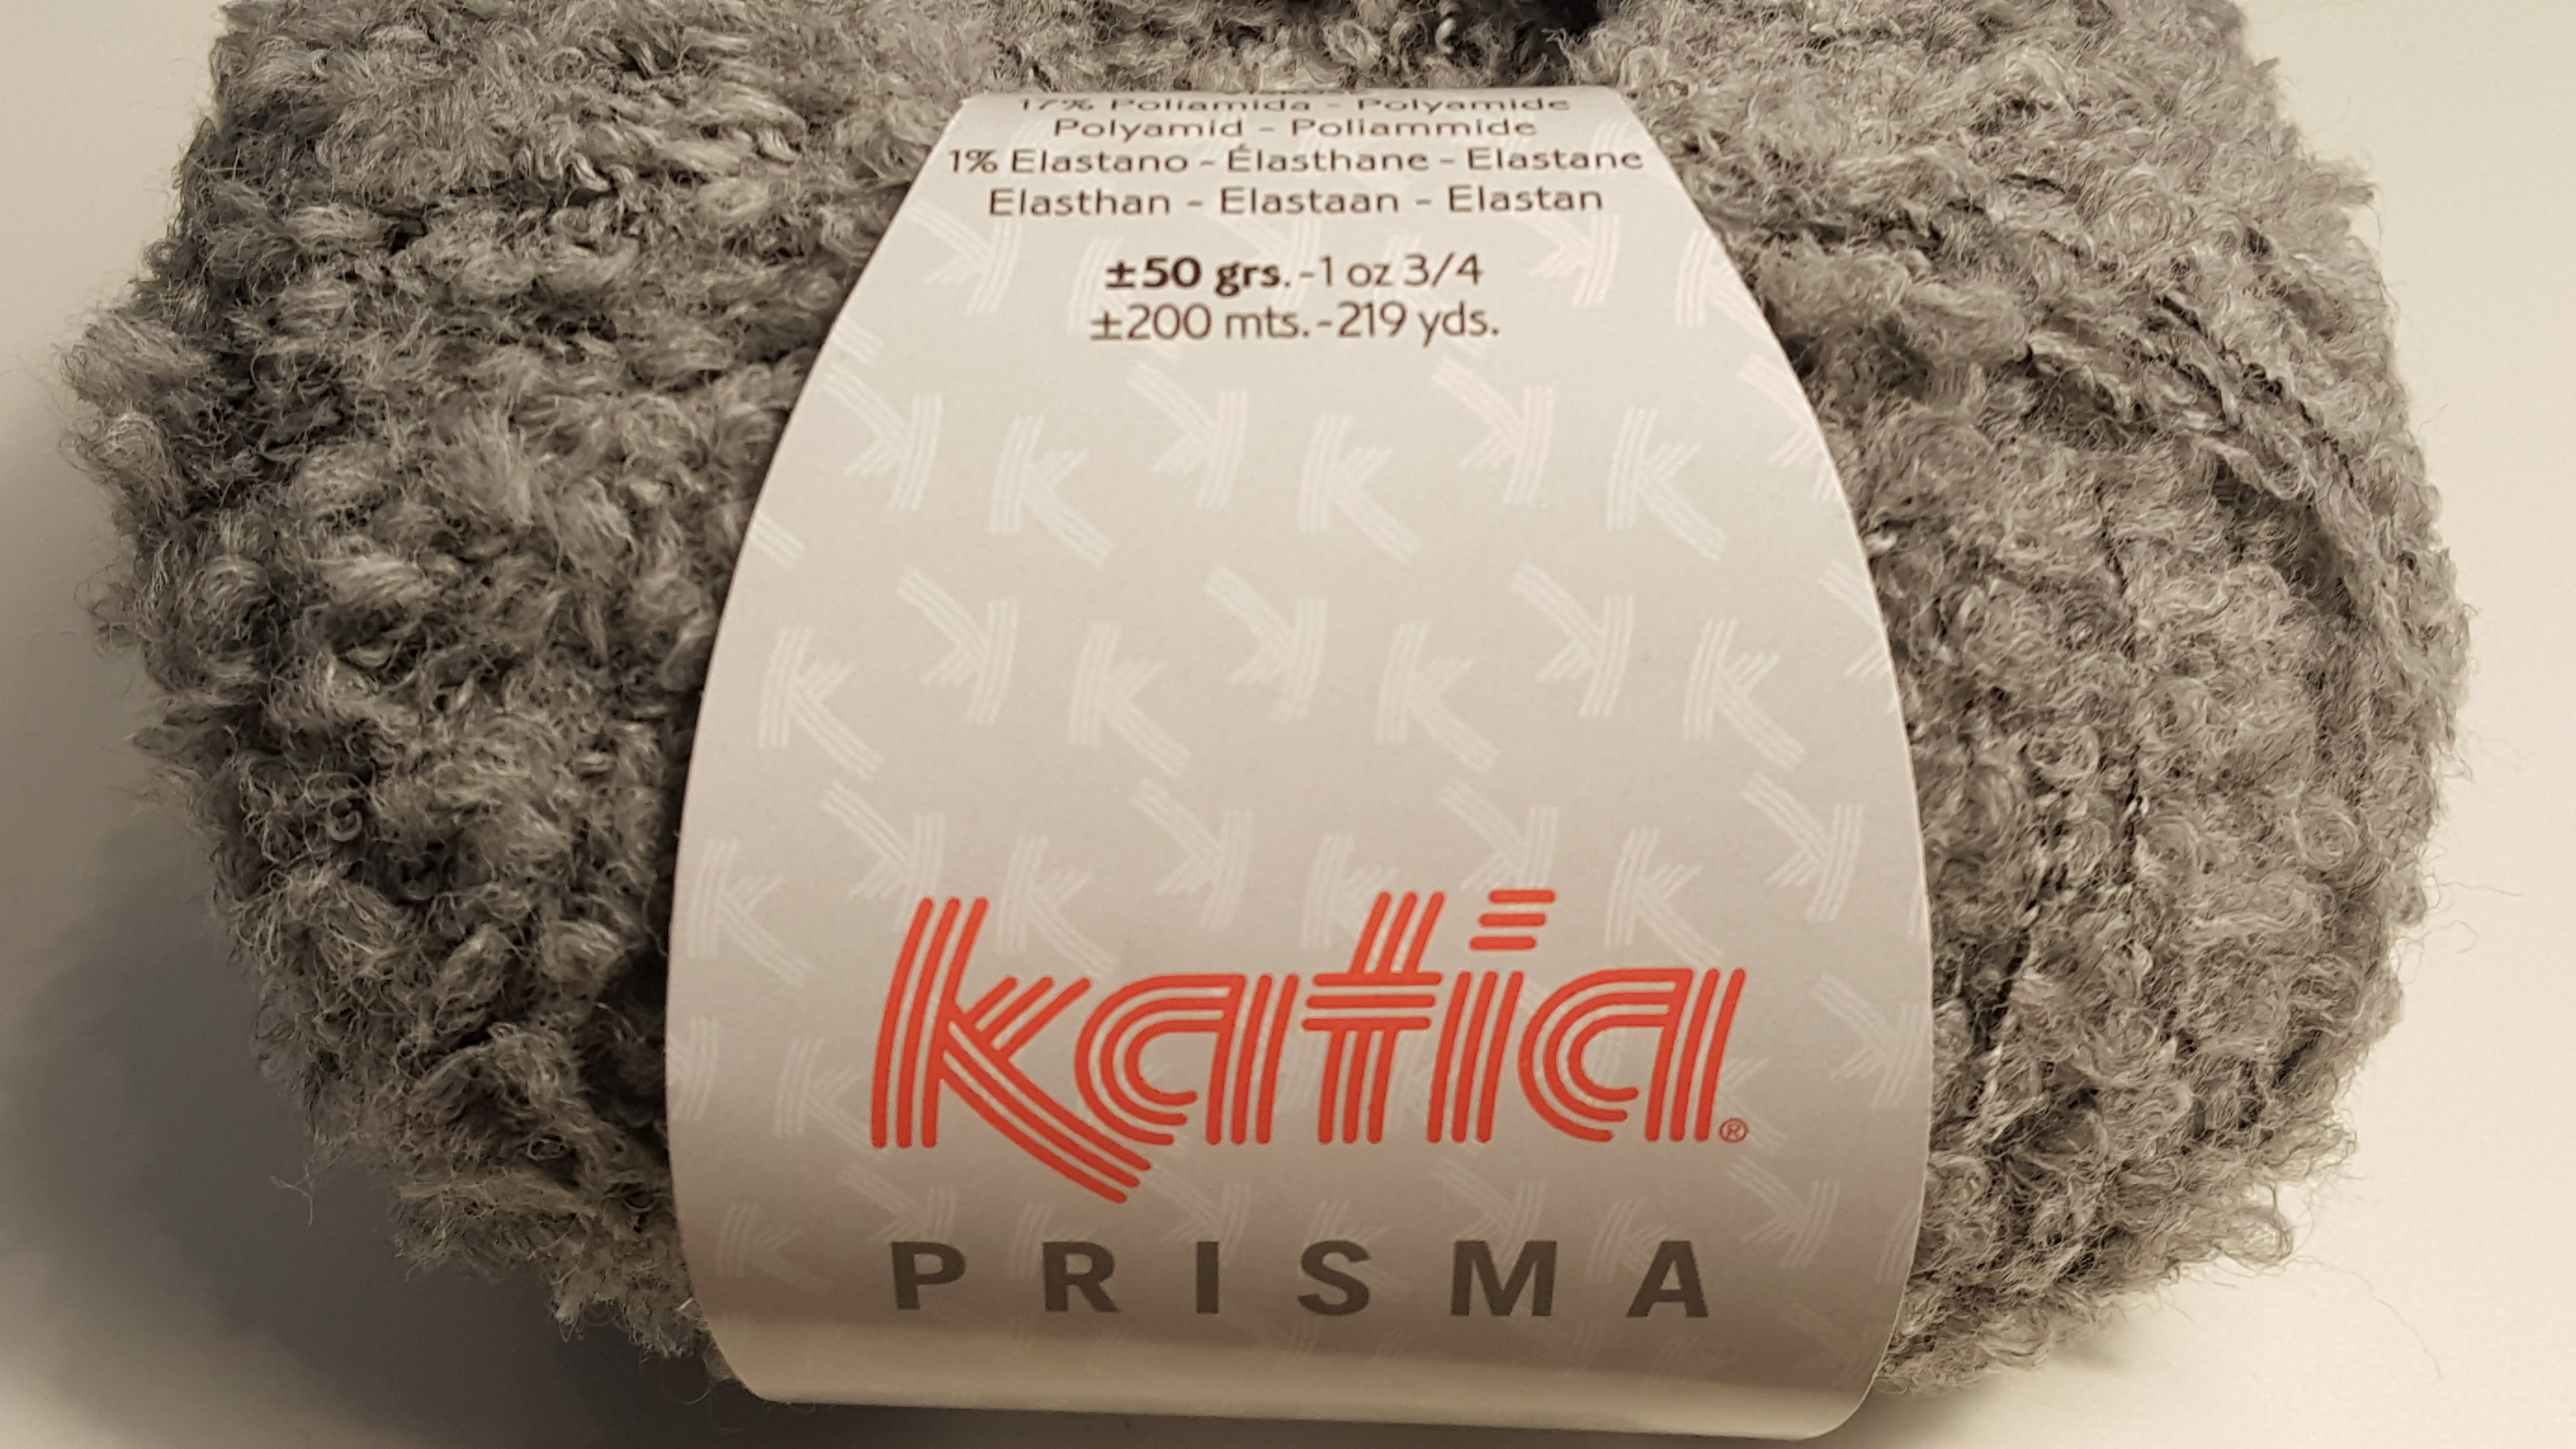 17% Poliamida - Polyamide
Polyamid - Poliammide
1% Elastano - Élasthane - Elastane
Elasthan - Elastaan - Elastan
±50 grs.-1 oz 3/4
±200 mts.-219 yds.
katia®
PRISMA